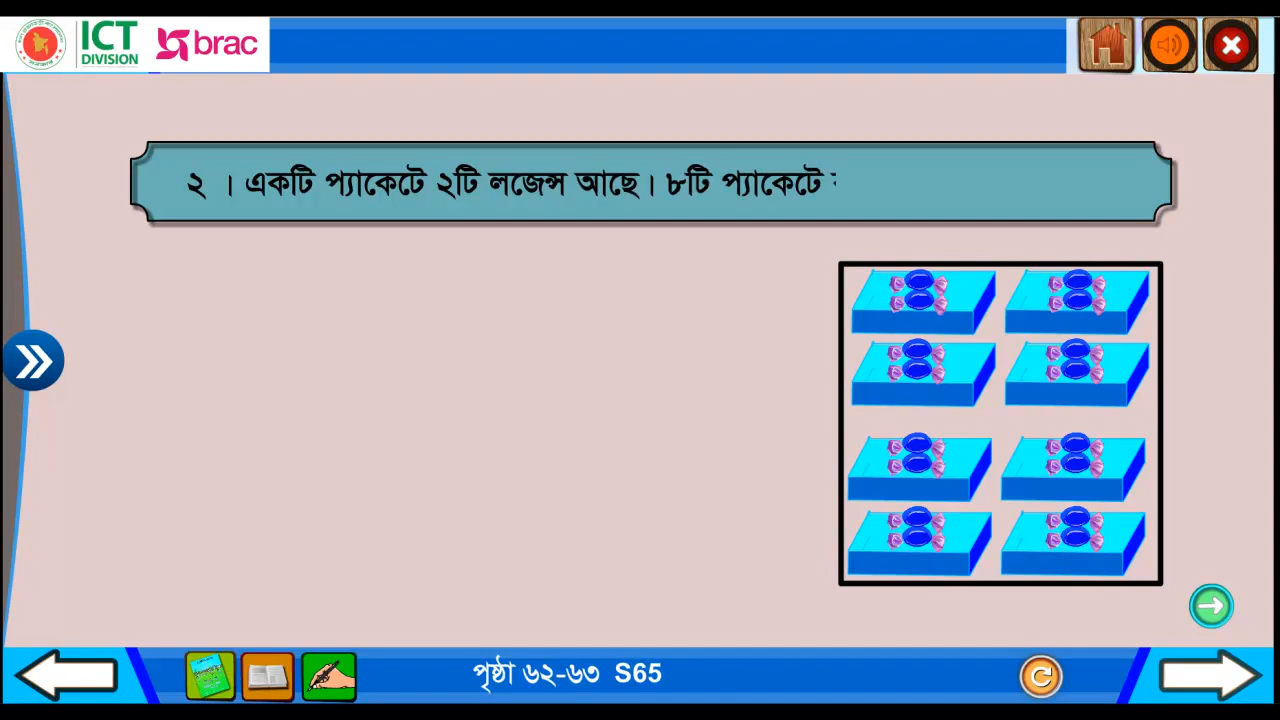 ICT
DIVISION
brac
২ । একটি প্যাকেটে ২টি লজেন্স আছে। ৮টি প্যাকেটে
পৃষ্ঠা ৬২-৬৩ S65